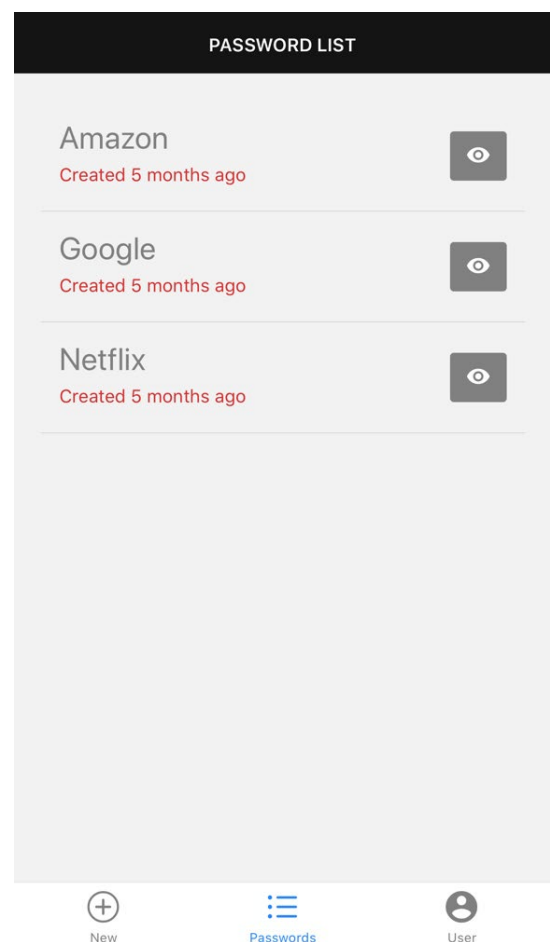 PASSWORD LIST
Amazon
Created 5 months ago
Google
Created 5 months ago
Netflix
Created 5 months ago
New
Passwords
User